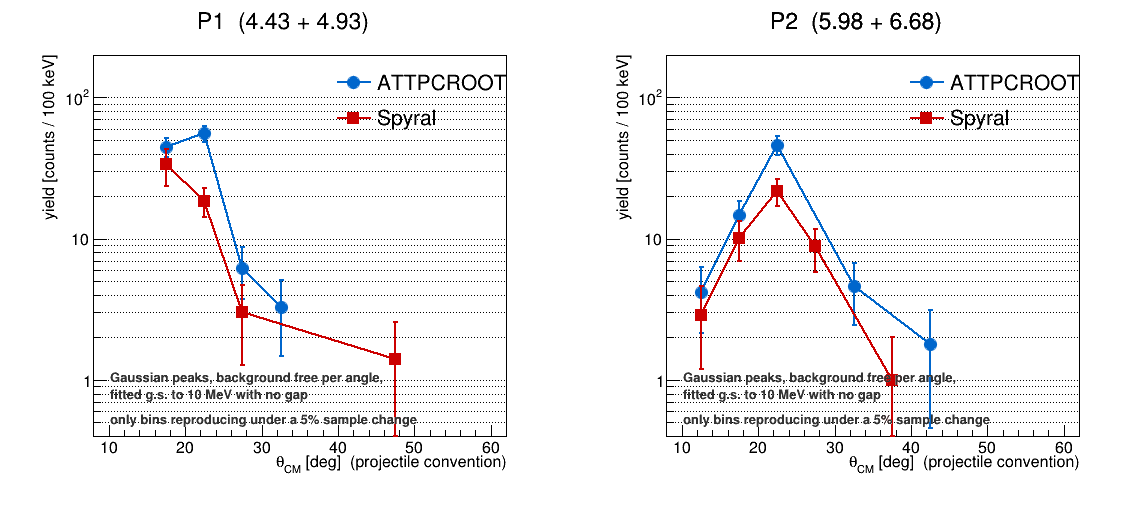 P1 (4.43 + 4.93)
yield [counts / 100 keV]
10²
10
1
ATTPCROOT
Spyral
Gaussian peaks, background free per angle,
fitted g.s. to 10 MeV with no gap
only bins reproducing under a 5% sample change
10 20 30 40 50 60
θCM [deg] (projectile convention)
P2 (5.98 + 6.68)
yield [counts / 100 keV]
10²
10
1
ATTPCROOT
Spyral
Gaussian peaks, background free per angle,
fitted g.s. to 10 MeV with no gap
only bins reproducing under a 5% sample change
10 20 30 40 50 60
θCM [deg] (projectile convention)